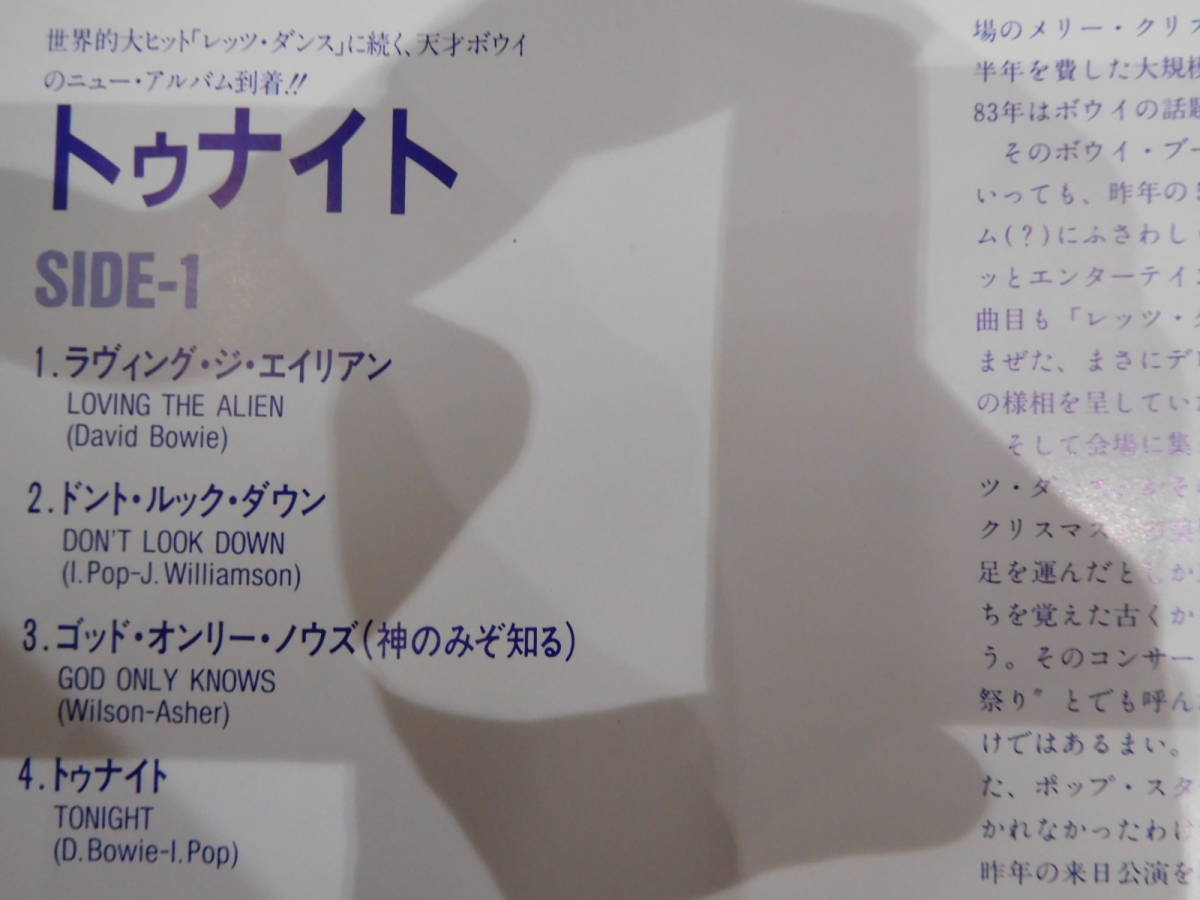 世界的大ヒット「レッツ・ダンス」に続く、天才ボウイ
のニュー・アルバム到着!!
トゥナイト
SIDE-1
1.ラヴィング・ジ・エイリアン
LOVING THE ALIEN
(David Bowie)
2.ドント・ルック・ダウン
DON'T LOOK DOWN
(I.Pop-J.Williamson)
3.ゴッド・オンリー・ノウズ(神のみぞ知る)
GOD ONLY KNOWS
(Wilson-Asher)
4.トゥナイト
TONIGHT
(D.Bowie-I.Pop)
場のメリー・クリス
半年を費した大規模
83年はボウイの話題
そのボウイ・ブー
いっても、昨年の
ム(?)にふさわし
ッとエンターテイ
曲目も「レッツ・ダ
まぜた、まさにデ
の様相を呈してい
そして会場に集
ツ・ダ
クリスマス
足を運んだと
ちを覚えた古くか
う。そのコンサー
祭り〟とでも呼ん
けではあるまい。
た、ポップ・スタ
かれなかったわけ
昨年の来日公演を